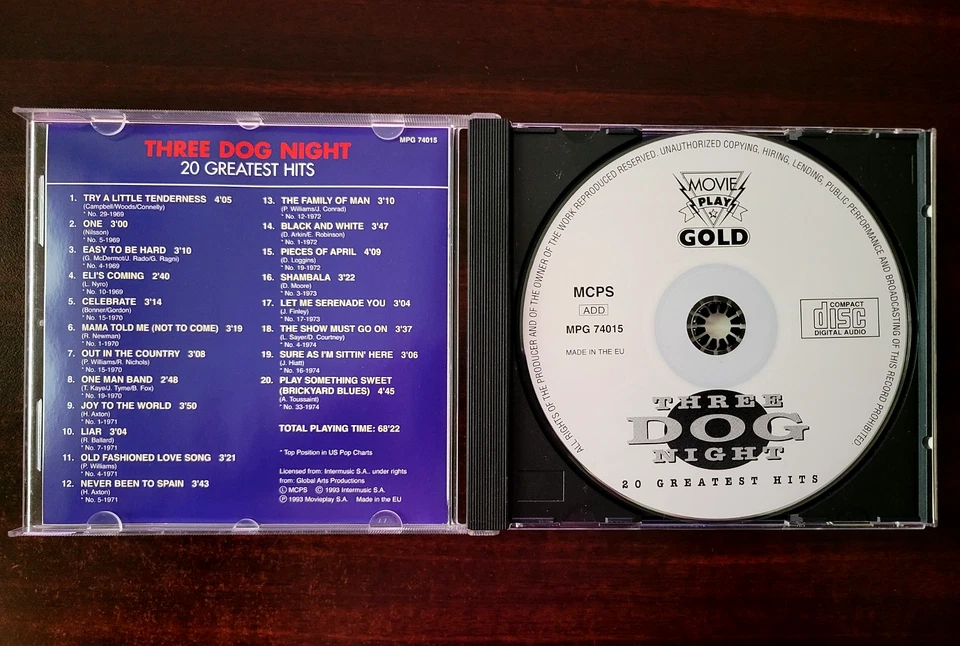 MPG 74015
THREE DOG NIGHT
20 GREATEST HITS
1. TRY A LITTLE TENDERNESS 4'05
(Campbell/Woods/Connelly)
* No. 29-1969
2. ONE 3'00
(Nilsson)
* No. 5-1969
3. EASY TO BE HARD 3'10
(G. McDermot/J. Rado/G. Ragni)
* No. 4-1969
4. ELI'S COMING 2'40
(L. Nyro)
* No. 10-1969
5. CELEBRATE 3'14
(Bonner/Gordon)
* No. 15-1970
6. MAMA TOLD ME (NOT TO COME) 3'19
(R. Newman)
* No. 1-1970
7. OUT IN THE COUNTRY 3'08
(P. Williams/R. Nichols)
* No. 15-1970
8. ONE MAN BAND 2'48
(T. Kaye/J. Tyme/B. Fox)
* No. 19-1970
9. JOY TO THE WORLD 3'50
(H. Axton)
* No. 1-1971
10. LIAR 3'04
(R. Ballard)
* No. 7-1971
11. OLD FASHIONED LOVE SONG 3'21
(P. Williams)
* No. 4-1971
12. NEVER BEEN TO SPAIN 3'43
(H. Axton)
* No. 5-1971
13. THE FAMILY OF MAN 3'10
(P. Williams/J. Conrad)
* No. 12-1972
14. BLACK AND WHITE 3'47
(D. Arkin/E. Robinson)
* No. 1-1972
15. PIECES OF APRIL 4'09
(D. Loggins)
* No. 19-1972
16. SHAMBALA 3'22
(D. Moore)
* No. 3-1973
17. LET ME SERENADE YOU 3'04
(J. Finley)
* No. 17-1973
18. THE SHOW MUST GO ON 3'37
(L. Sayer/D. Courtney)
* No. 4-1974
19. SURE AS I'M SITTIN' HERE 3'06
(J. Hiatt)
* No. 16-1974
20. PLAY SOMETHING SWEET
(BRICKYARD BLUES) 4'45
(A. Toussaint)
* No. 33-1974
TOTAL PLAYING TIME: 68'22
* Top Position in US Pop Charts
Licensed from: Intermusic S.A.. under rights
from: Global Arts Productions
Ⓛ MCPS © 1993 Intermusic S.A.
℗ 1993 Movieplay S.A. Made in the EU
ALL RIGHTS OF THE PRODUCER AND OF THE OWNER OF THE WORK REPRODUCED RESERVED. UNAUTHORIZED COPYING, HIRING, LENDING, PUBLIC PERFORMANCE AND BROADCASTING OF THIS RECORD PROHIBITED
MOVIE
PLAY
GOLD
MCPS
ADD
MPG 74015
MADE IN THE EU
COMPACT
disc
DIGITAL AUDIO
THREE
DOG
NIGHT
20 GREATEST HITS